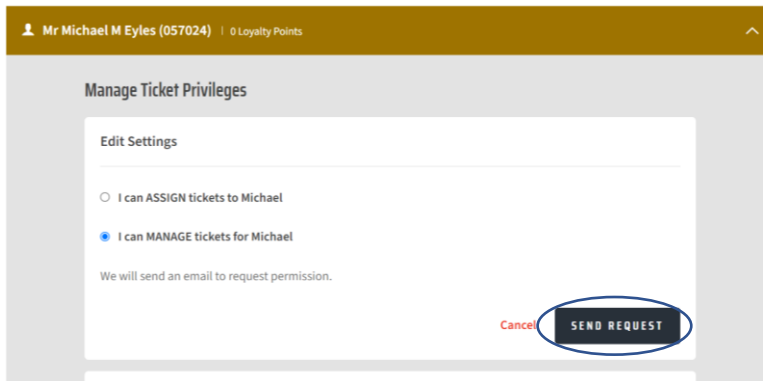 Mr Michael M Eyles (057024) | 0 Loyalty Points
Manage Ticket Privileges
Edit Settings
I can ASSIGN tickets to Michael
I can MANAGE tickets for Michael
We will send an email to request permission.
Cancel SEND REQUEST